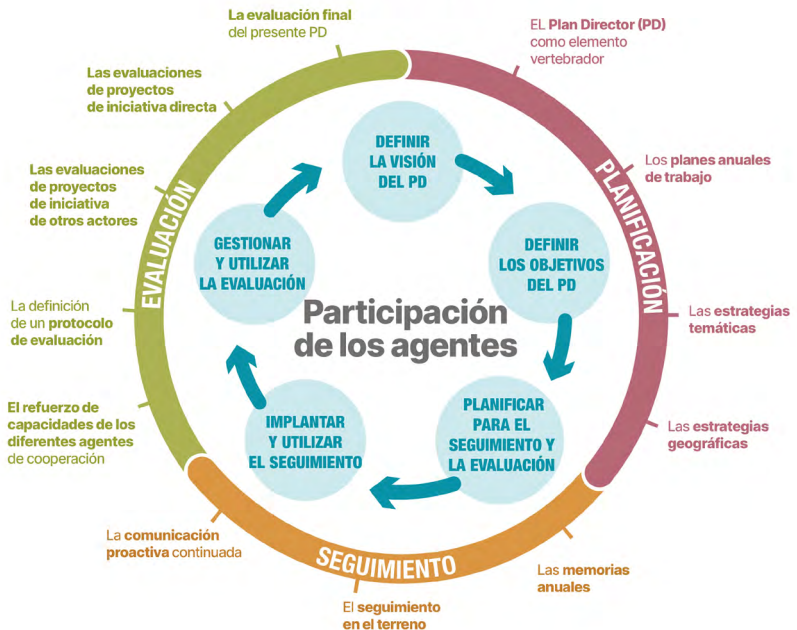 La evaluación final
del presente PD
EL Plan Director (PD)
como elemento
vertebrador
Las evaluaciones
de proyectos
de iniciativa directa
Los planes anuales
de trabajo
Las evaluaciones
de proyectos
de iniciativa
de otros actores
Las estrategias
temáticas
La definición
de un protocolo
de evaluación
Las estrategias
geográficas
El refuerzo de
capacidades de los
diferentes agentes
de cooperación
La comunicación
proactiva continuada
Las memorias
anuales
El seguimiento
en el terreno
EVALUACIÓN
PLANIFICACIÓN
SEGUIMIENTO
DEFINIR
LA VISIÓN
DEL PD
DEFINIR
LOS OBJETIVOS
DEL PD
PLANIFICAR
PARA EL
SEGUIMIENTO Y
LA EVALUACIÓN
IMPLANTAR
Y UTILIZAR
EL SEGUIMIENTO
GESTIONAR
Y UTILIZAR
LA EVALUACIÓN
Participación
de los agentes